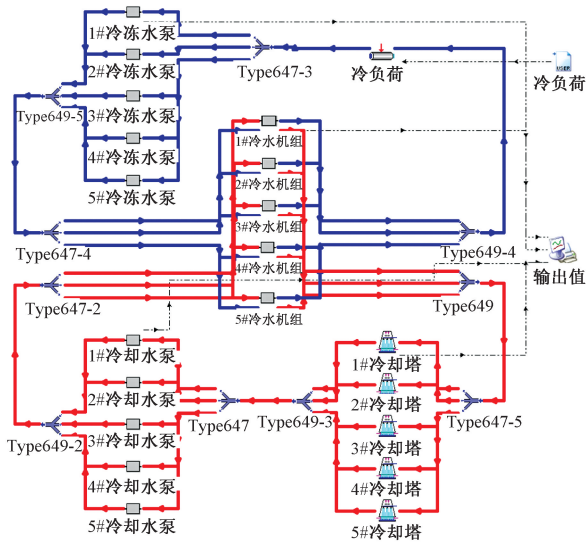 1#冷冻水泵
2#冷冻水泵
3#冷冻水泵
4#冷冻水泵
5#冷冻水泵
Type649-5
Type647-3
冷负荷
USER
冷负荷
1#冷水机组
2#冷水机组
3#冷水机组
4#冷水机组
5#冷水机组
Type647-4
Type649-4
Type647-2
Type649
输出值
1#冷却水泵
2#冷却水泵
3#冷却水泵
4#冷却水泵
5#冷却水泵
Type649-2
Type647
Type649-3
1#冷却塔
2#冷却塔
3#冷却塔
4#冷却塔
5#冷却塔
Type647-5